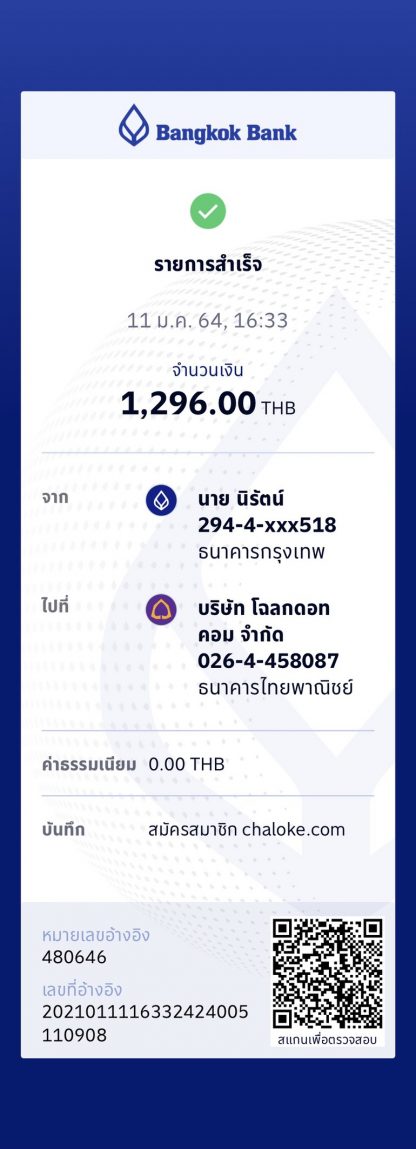 Bangkok Bank
รายการสำเร็จ
11 ม.ค. 64, 16:33
จำนวนเงิน
1,296.00 THB
จาก
นาย นิรัตน์
294-4-xxx518
ธนาคารกรุงเทพ
ไปที่
บริษัท โฉลกดอท
คอม จำกัด
026-4-458087
ธนาคารไทยพาณิชย์
ค่าธรรมเนียม 0.00 THB
บันทึก สมัครสมาชิก chaloke.com
หมายเลขอ้างอิง
480646
เลขที่อ้างอิง
2021011116332424005
110908
สแกนเพื่อตรวจสอบ